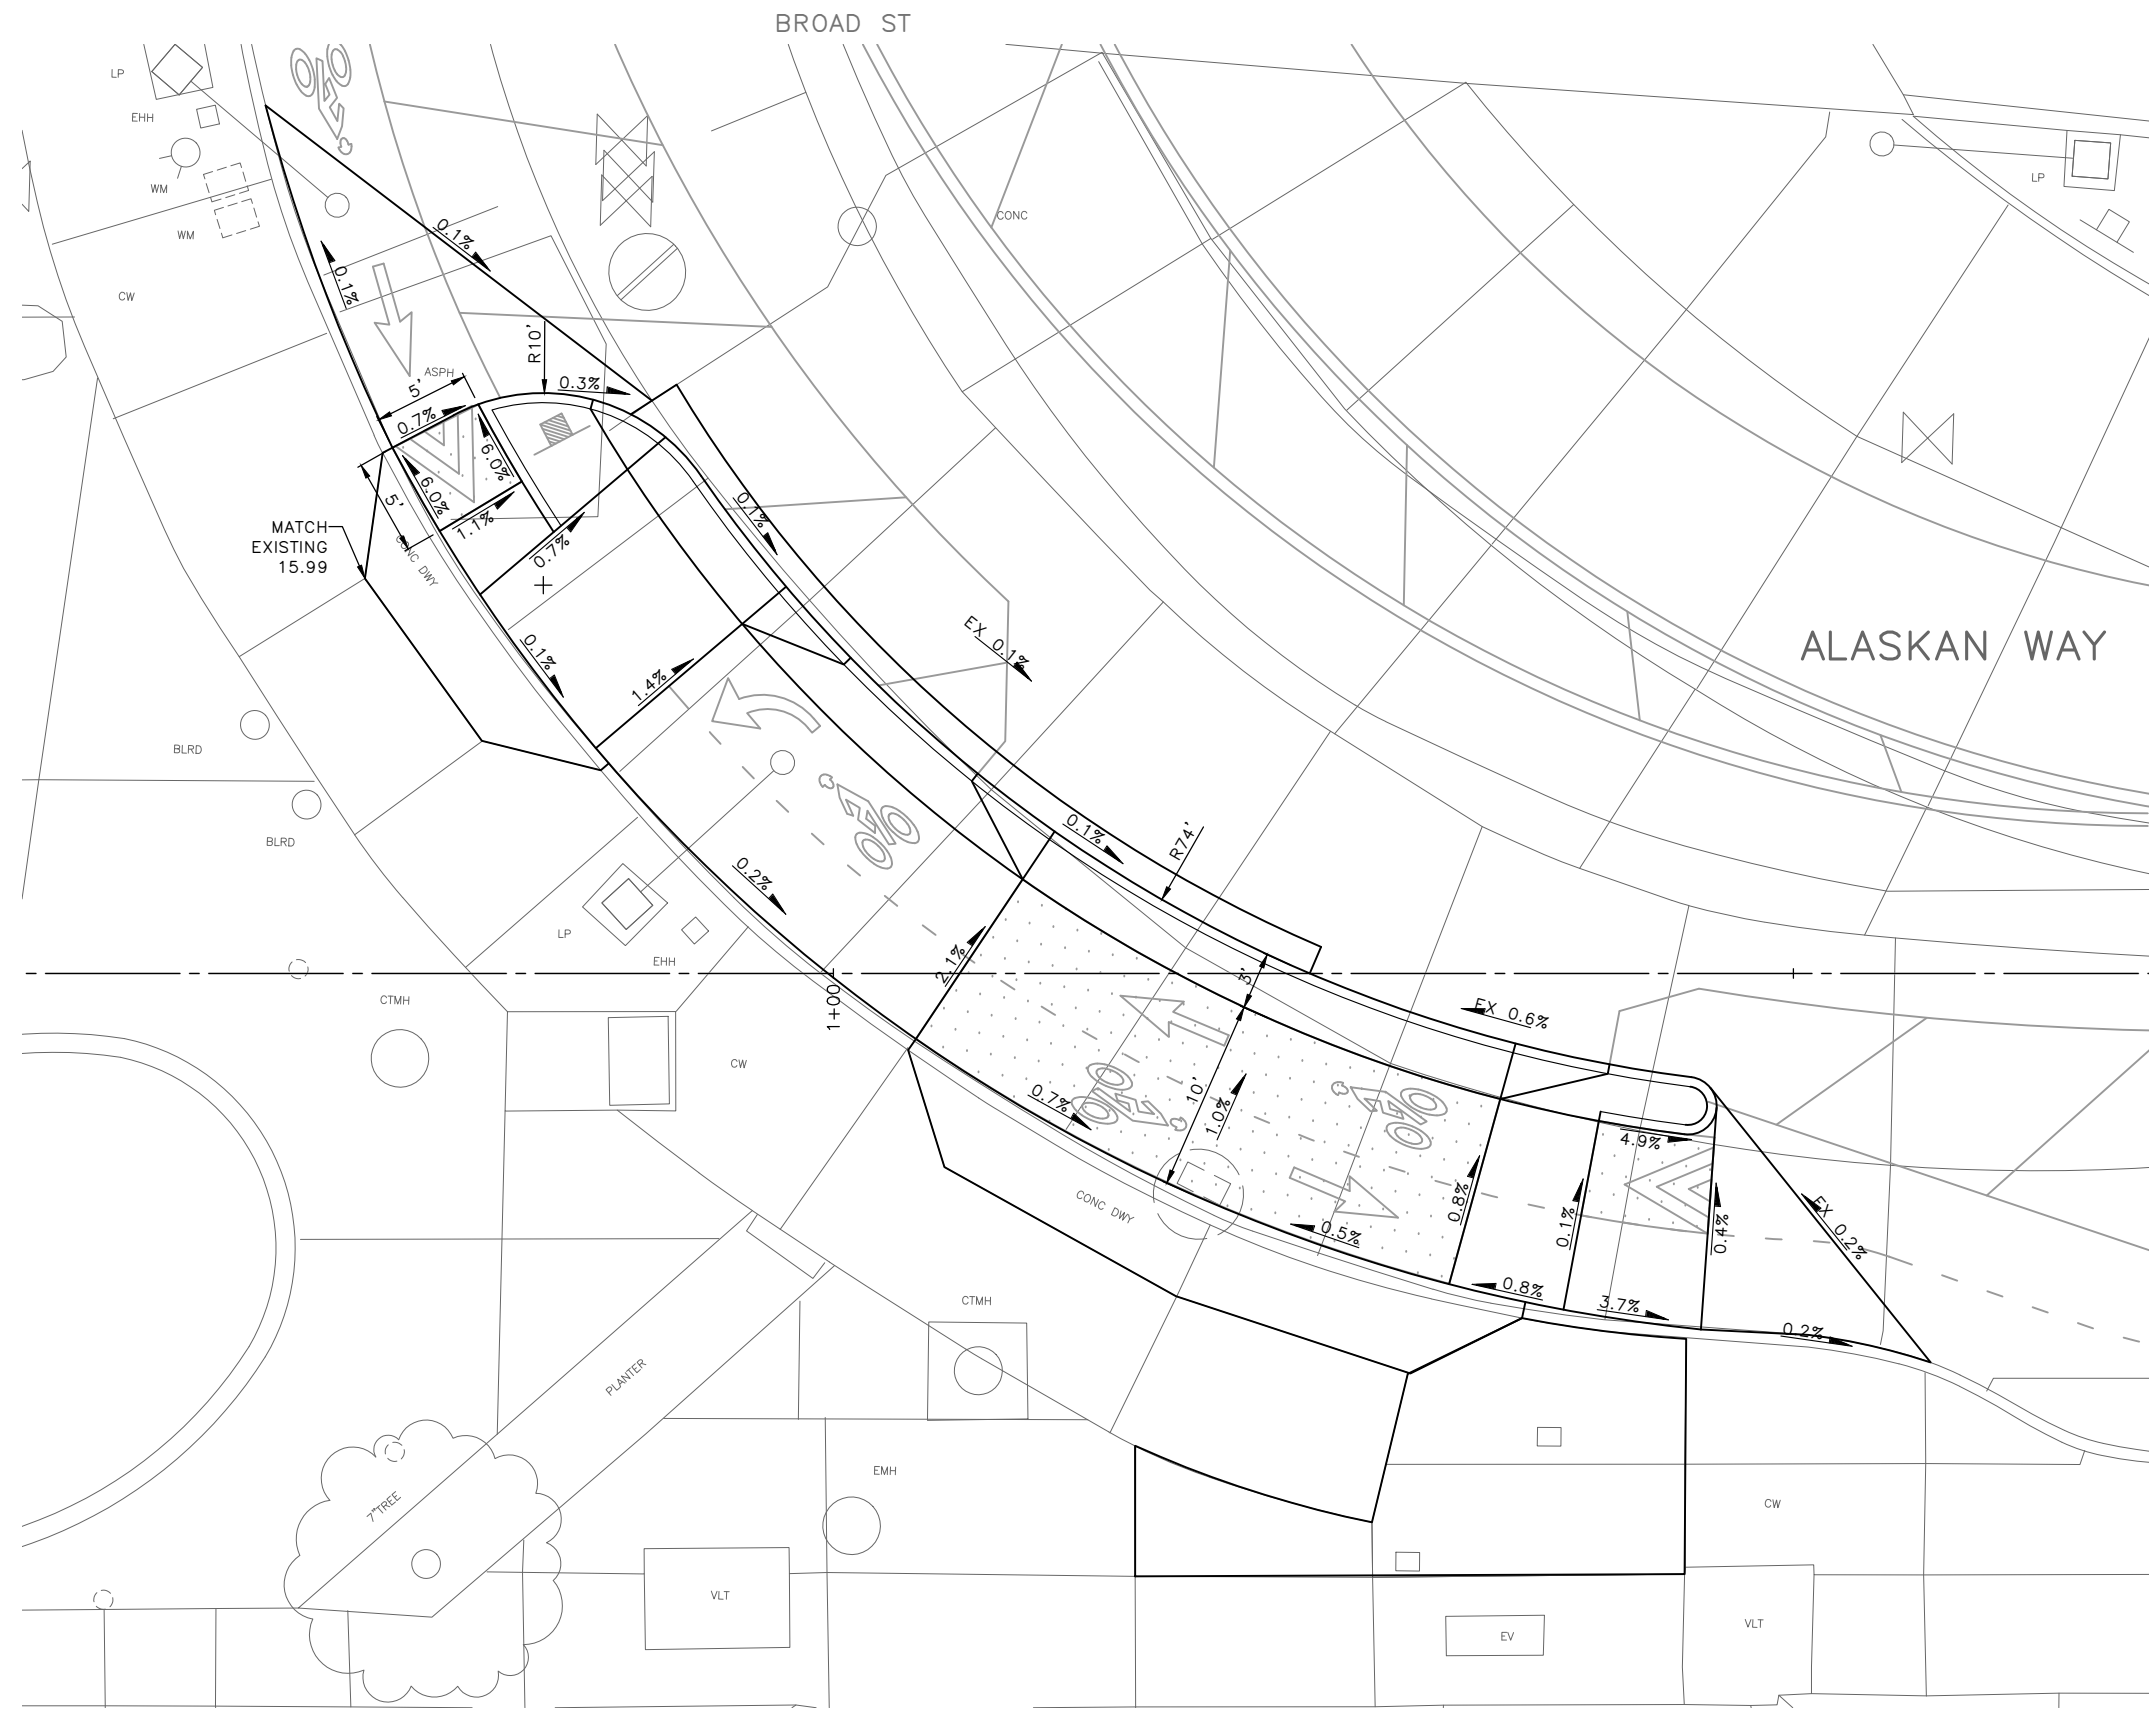 BROAD ST
LP
EHH
WM
WM
CW
CONC
LP
0.1%
0.1%
R10'
ASPH
5'
0.3%
0.7%
6.0%
6.0%
5'
1.1%
0.7%
0.1%
MATCH
EXISTING
15.99
CONC DWY
EX 0.1%
ALASKAN WAY
0.1%
1.4%
BLRD
BLRD
0.1%
R74'
0.2%
LP
EHH
2.1%
3'
1+00
CTMH
CW
EX 0.6%
0.7%
10'
1.0%
4.9%
CONC DWY
0.8%
0.1%
0.4%
EX 0.2%
0.5%
0.8%
3.7%
0.2%
CTMH
PLANTER
7"TREE
EMH
CW
VLT
EV
VLT